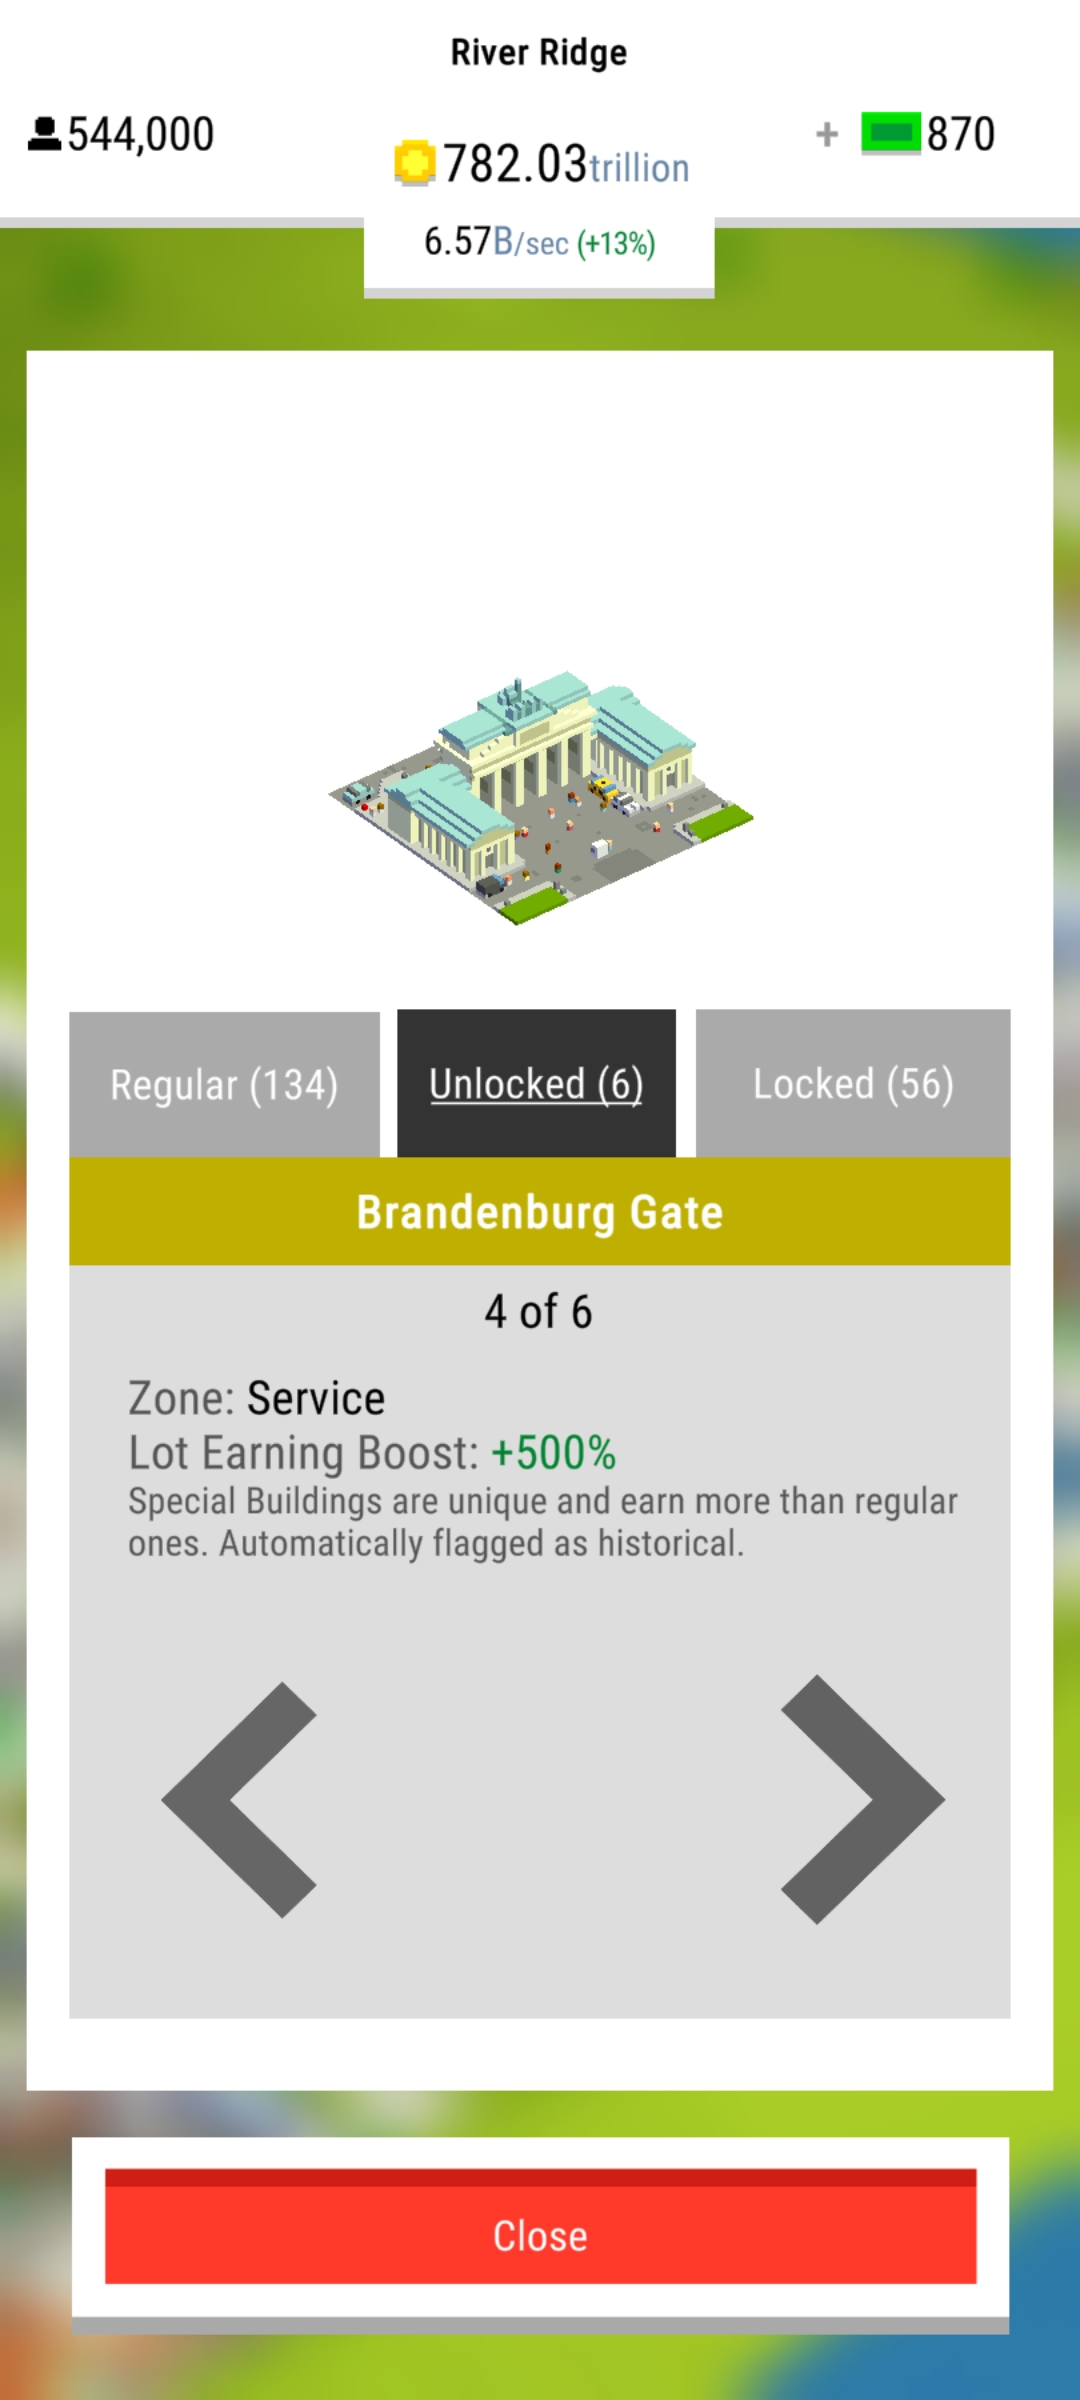 River Ridge
544,000
782.03trillion
+ 870
6.57B/sec (+13%)
Regular (134)
Unlocked (6)
Locked (56)
Brandenburg Gate
4 of 6
Zone: Service
Lot Earning Boost: +500%
Special Buildings are unique and earn more than regular
ones. Automatically flagged as historical.
Close